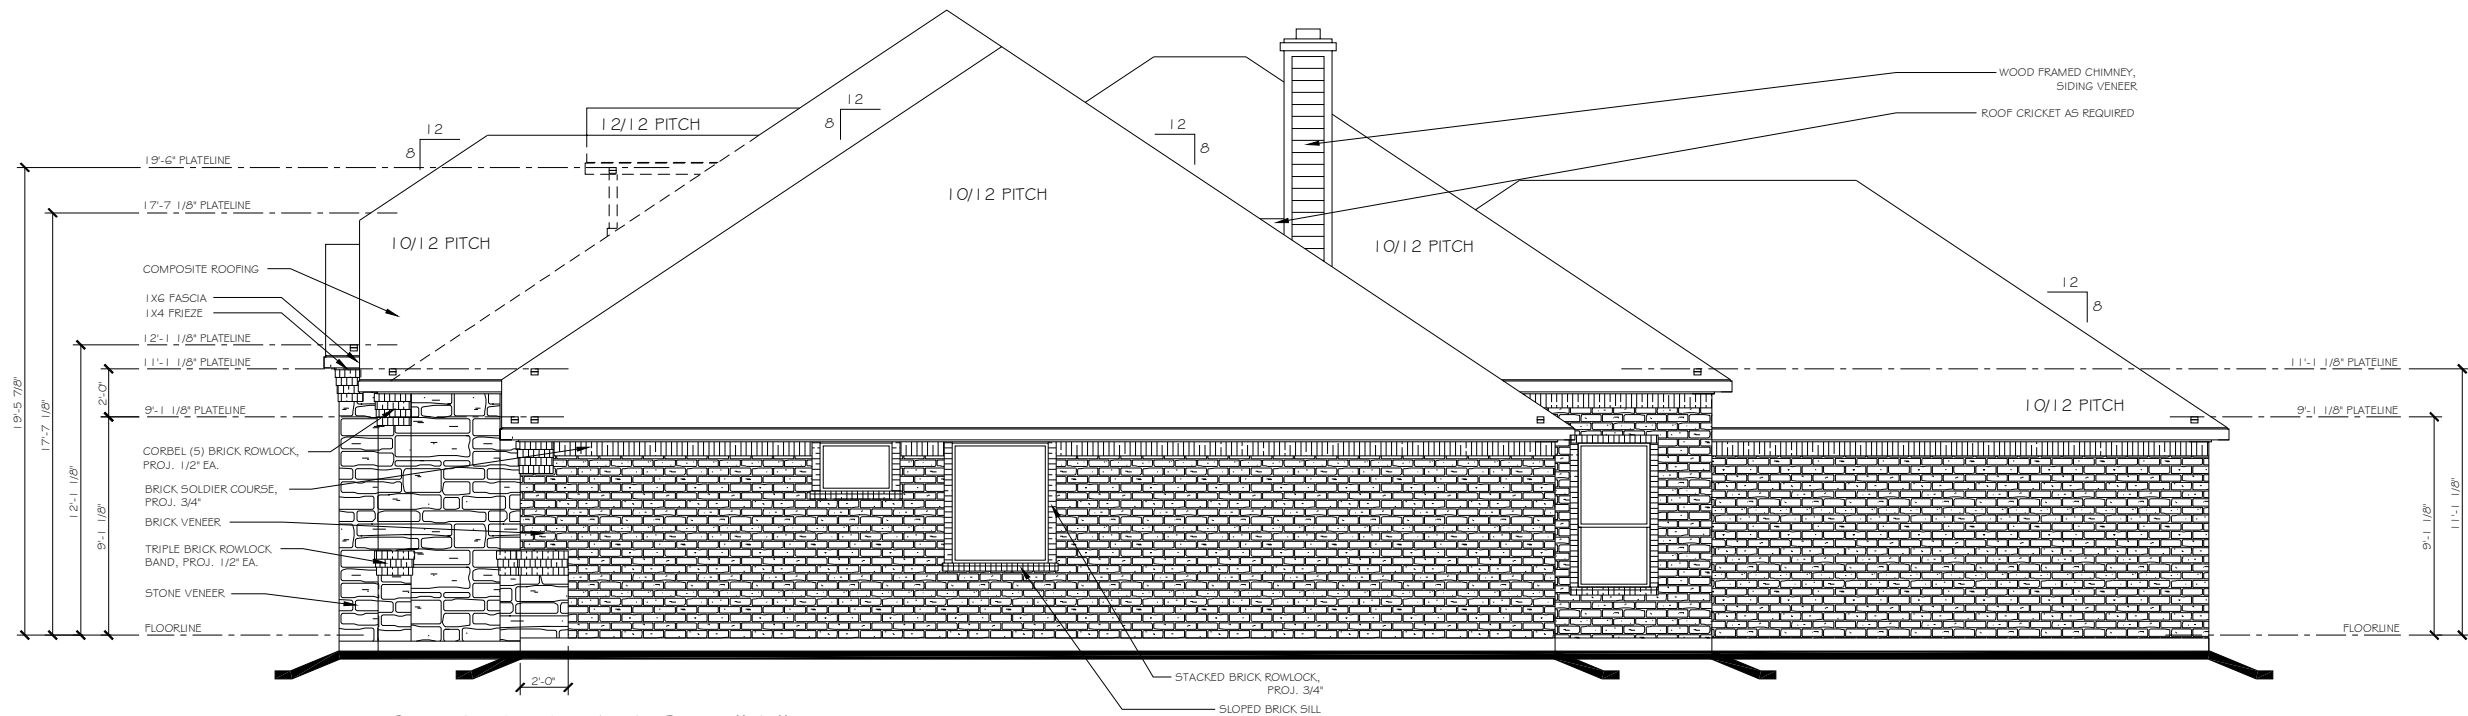 WOOD FRAMED CHIMNEY,
SIDING VENEER
ROOF CRICKET AS REQUIRED
12
8
12/12 PITCH
12
8
12
8
19'-6" PLATELINE
17'-7 1/8" PLATELINE
10/12 PITCH
10/12 PITCH
10/12 PITCH
COMPOSITE ROOFING
1X6 FASCIA
1X4 FRIEZE
12
8
12'-1 1/8" PLATELINE
11'-1 1/8" PLATELINE
11'-1 1/8" PLATELINE
19'-5 7/8"
17'-7 1/8"
12'-1 1/8"
2'-0"
9'-1 1/8"
9'-1 1/8" PLATELINE
10/12 PITCH
9'-1 1/8" PLATELINE
CORBEL (5) BRICK ROWLOCK,
PROJ. 1/2" EA.
BRICK SOLDIER COURSE,
PROJ. 3/4"
BRICK VENEER
TRIPLE BRICK ROWLOCK
BAND, PROJ. 1/2" EA.
STONE VENEER
9'-1 1/8"
11'-1 1/8"
FLOORLINE
FLOORLINE
2'-0"
STACKED BRICK ROWLOCK,
PROJ. 3/4"
SLOPED BRICK SILL